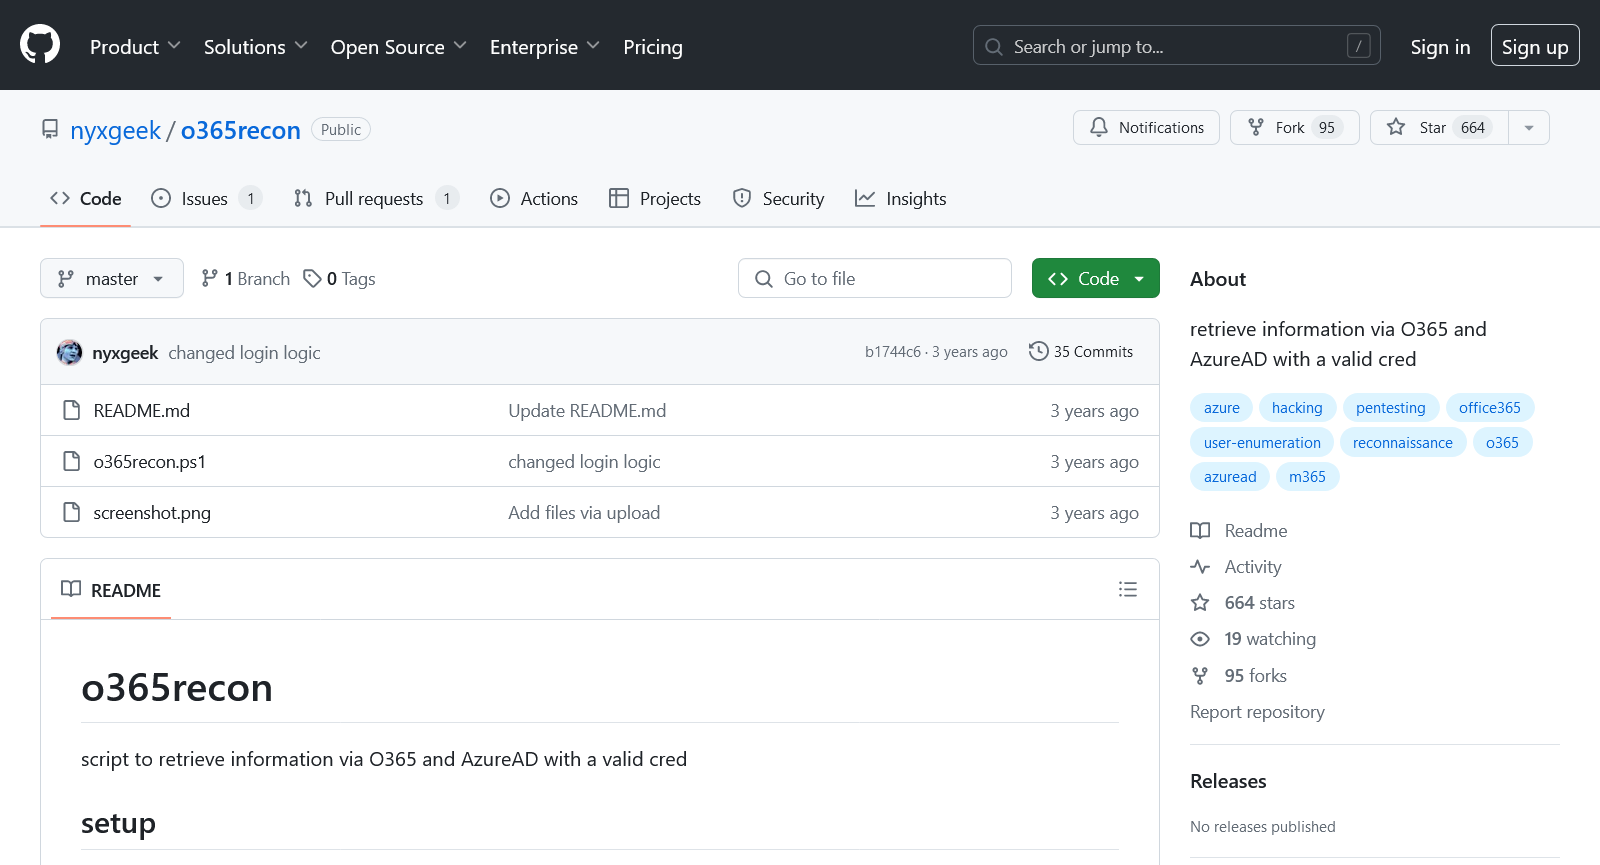 Product Solutions Open Source Enterprise Pricing Search or jump to... / Sign in Sign up
nyxgeek / o365recon Public Notifications Fork 95 Star 664
Code Issues 1 Pull requests 1 Actions Projects Security Insights
master 1 Branch 0 Tags Go to file Code
nyxgeek changed login logic b1744c6 · 3 years ago 35 Commits
README.md Update README.md 3 years ago
o365recon.ps1 changed login logic 3 years ago
screenshot.png Add files via upload 3 years ago
README
o365recon
script to retrieve information via O365 and AzureAD with a valid cred
setup
About
retrieve information via O365 and
AzureAD with a valid cred
azure hacking pentesting office365
user-enumeration reconnaissance o365
azuread m365
Readme
Activity
664 stars
19 watching
95 forks
Report repository
Releases
No releases published